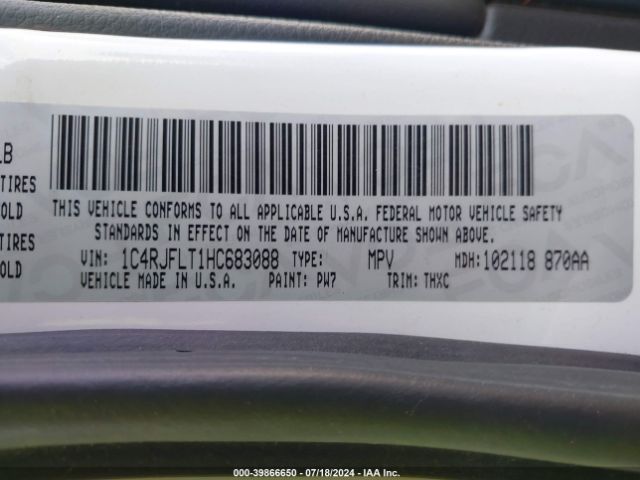 LB
TIRES
OLD
TIRES
OLD
THIS VEHICLE CONFORMS TO ALL APPLICABLE U.S.A. FEDERAL MOTOR VEHICLE SAFETY
STANDARDS IN EFFECT ON THE DATE OF MANUFACTURE SHOWN ABOVE.
VIN: 1C4RJFLT1HC683088 TYPE: MPV MDH:102118 870AA
VEHICLE MADE IN U.S.A. PAINT: PW7 TRIM: THXC
000-39866650 / 07/18/2024 / IAA Inc.